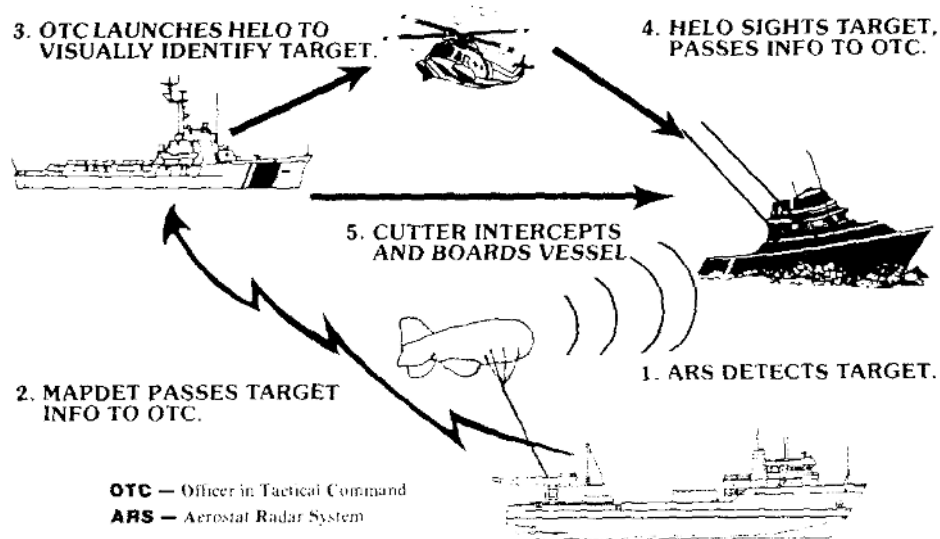 3. OTC LAUNCHES HELO TO
VISUALLY IDENTIFY TARGET.
4. HELO SIGHTS TARGET,
PASSES INFO TO OTC.
5. CUTTER INTERCEPTS
AND BOARDS VESSEL
1. ARS DETECTS TARGET.
2. MAPDET PASSES TARGET
INFO TO OTC.
OTC — Officer in Tactical Command
ARS — Aerostat Radar System